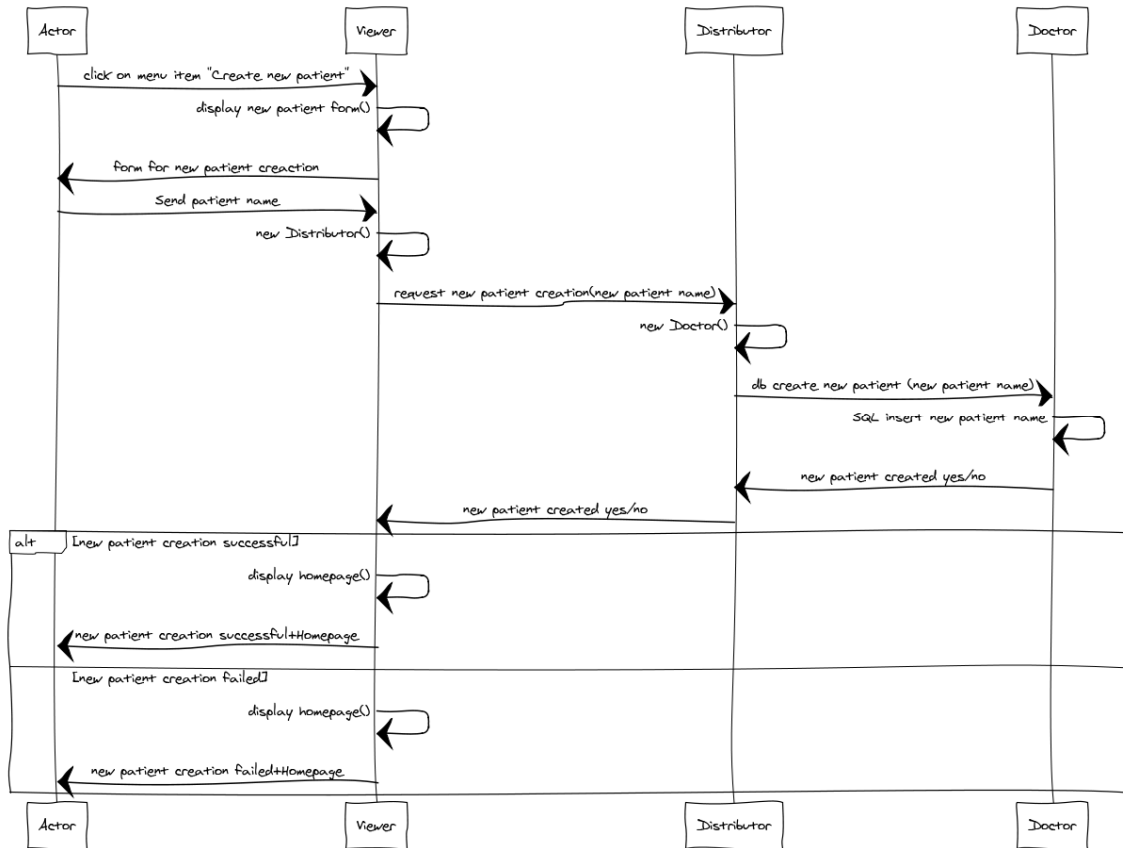 Actor
Viewer
Distributor
Doctor
click on menu item "Create new patient"
display new patient form()
form for new patient creaction
Send patient name
new Distributor()
request new patient creation(new patient name)
new Doctor()
db create new patient (new patient name)
SQL insert new patient name
new patient created yes/no
new patient created yes/no
alt
[new patient creation successful]
display homepage()
new patient creation successful+Homepage
[new patient creation failed]
display homepage()
new patient creation failed+Homepage
Actor
Viewer
Distributor
Doctor